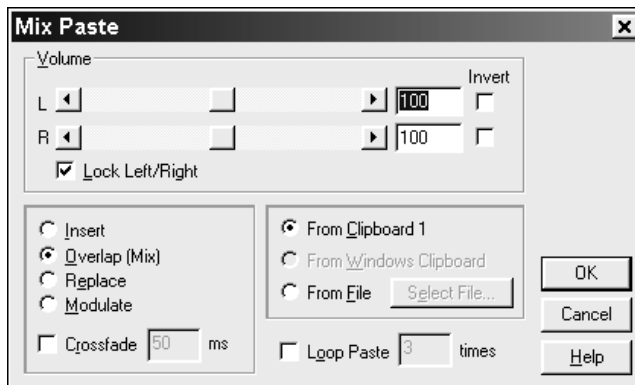 Mix Paste
Volume
Invert
L 100
R 100
Lock Left/Right
Insert
Overlap (Mix)
Replace
Modulate
Crossfade 50 ms
From Clipboard 1
From Windows Clipboard
From File Select File...
Loop Paste 3 times
OK
Cancel
Help